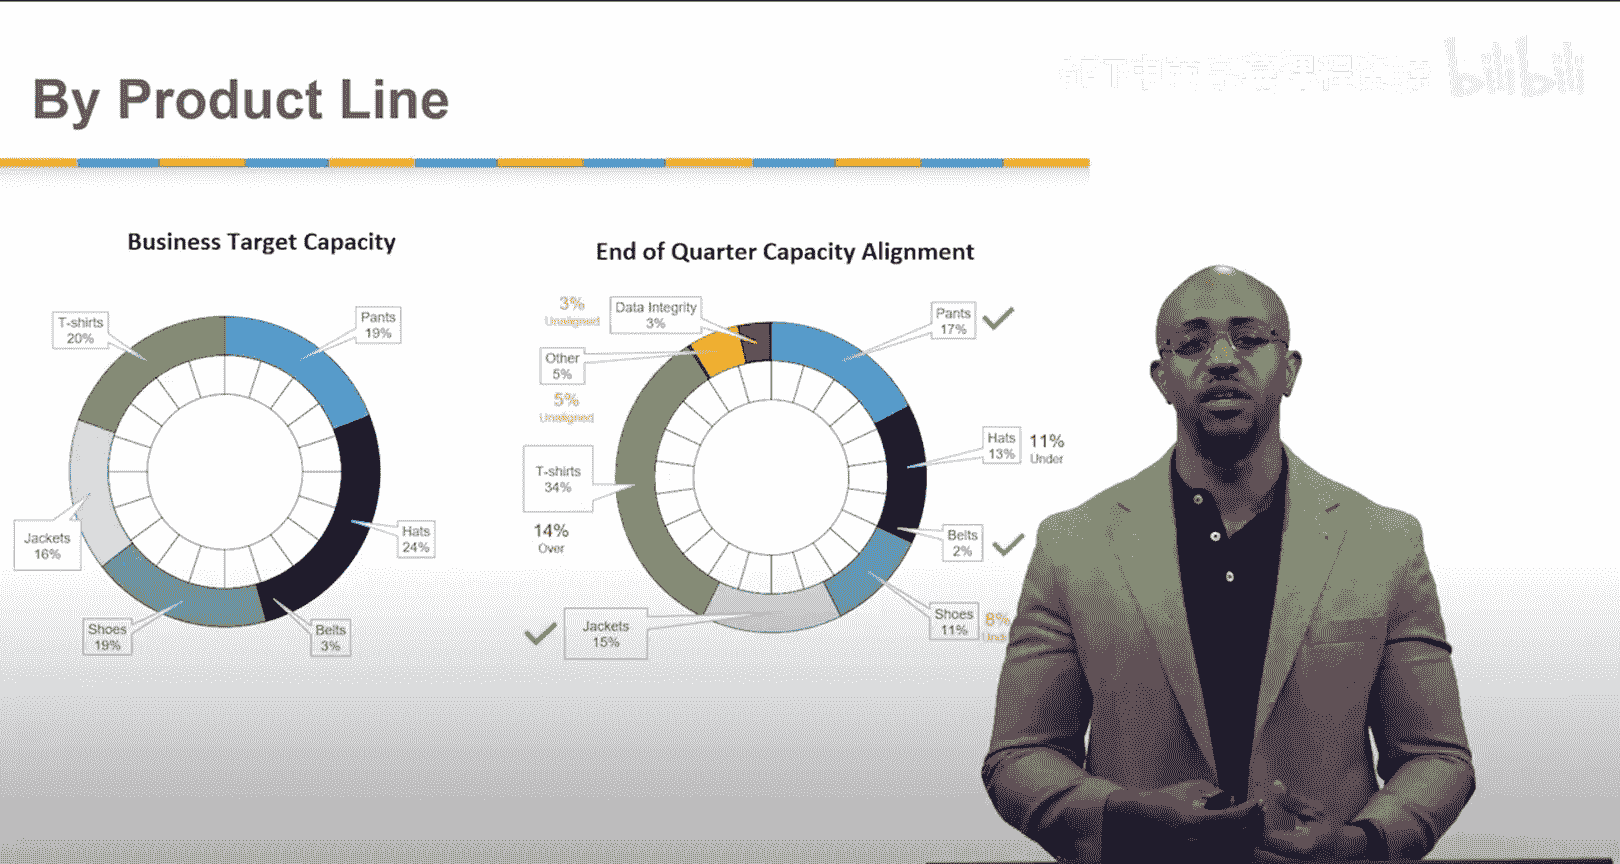 By Product Line
bilibili
Business Target Capacity
T-shirts
20%
Pants
19%
Jackets
16%
Hats
24%
Shoes
19%
Belts
3%
End of Quarter Capacity Alignment
3%
Unaligned
Data Integrity
3%
Pants
17%
Other
5%
5%
Unaligned
Hats
13%
11%
Under
T-shirts
34%
14%
Over
Belts
2%
Shoes
11%
8%
Jackets
15%